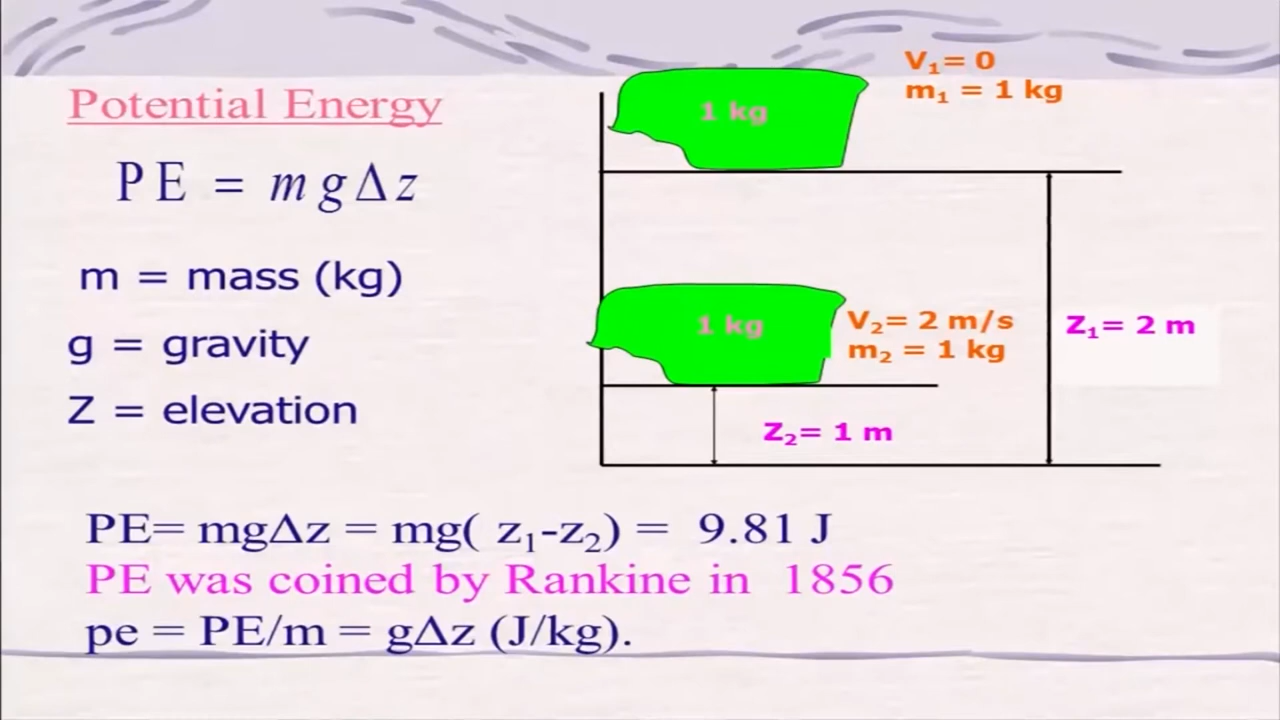 Potential Energy
PE = mgΔz
m = mass (kg)
g = gravity
Z = elevation
1 kg
V₁= 0
m₁ = 1 kg
1 kg
V₂= 2 m/s
m₂ = 1 kg
Z₁= 2 m
Z₂= 1 m
PE= mgΔz = mg( z₁-z₂) = 9.81 J
PE was coined by Rankine in 1856
pe = PE/m = gΔz (J/kg).